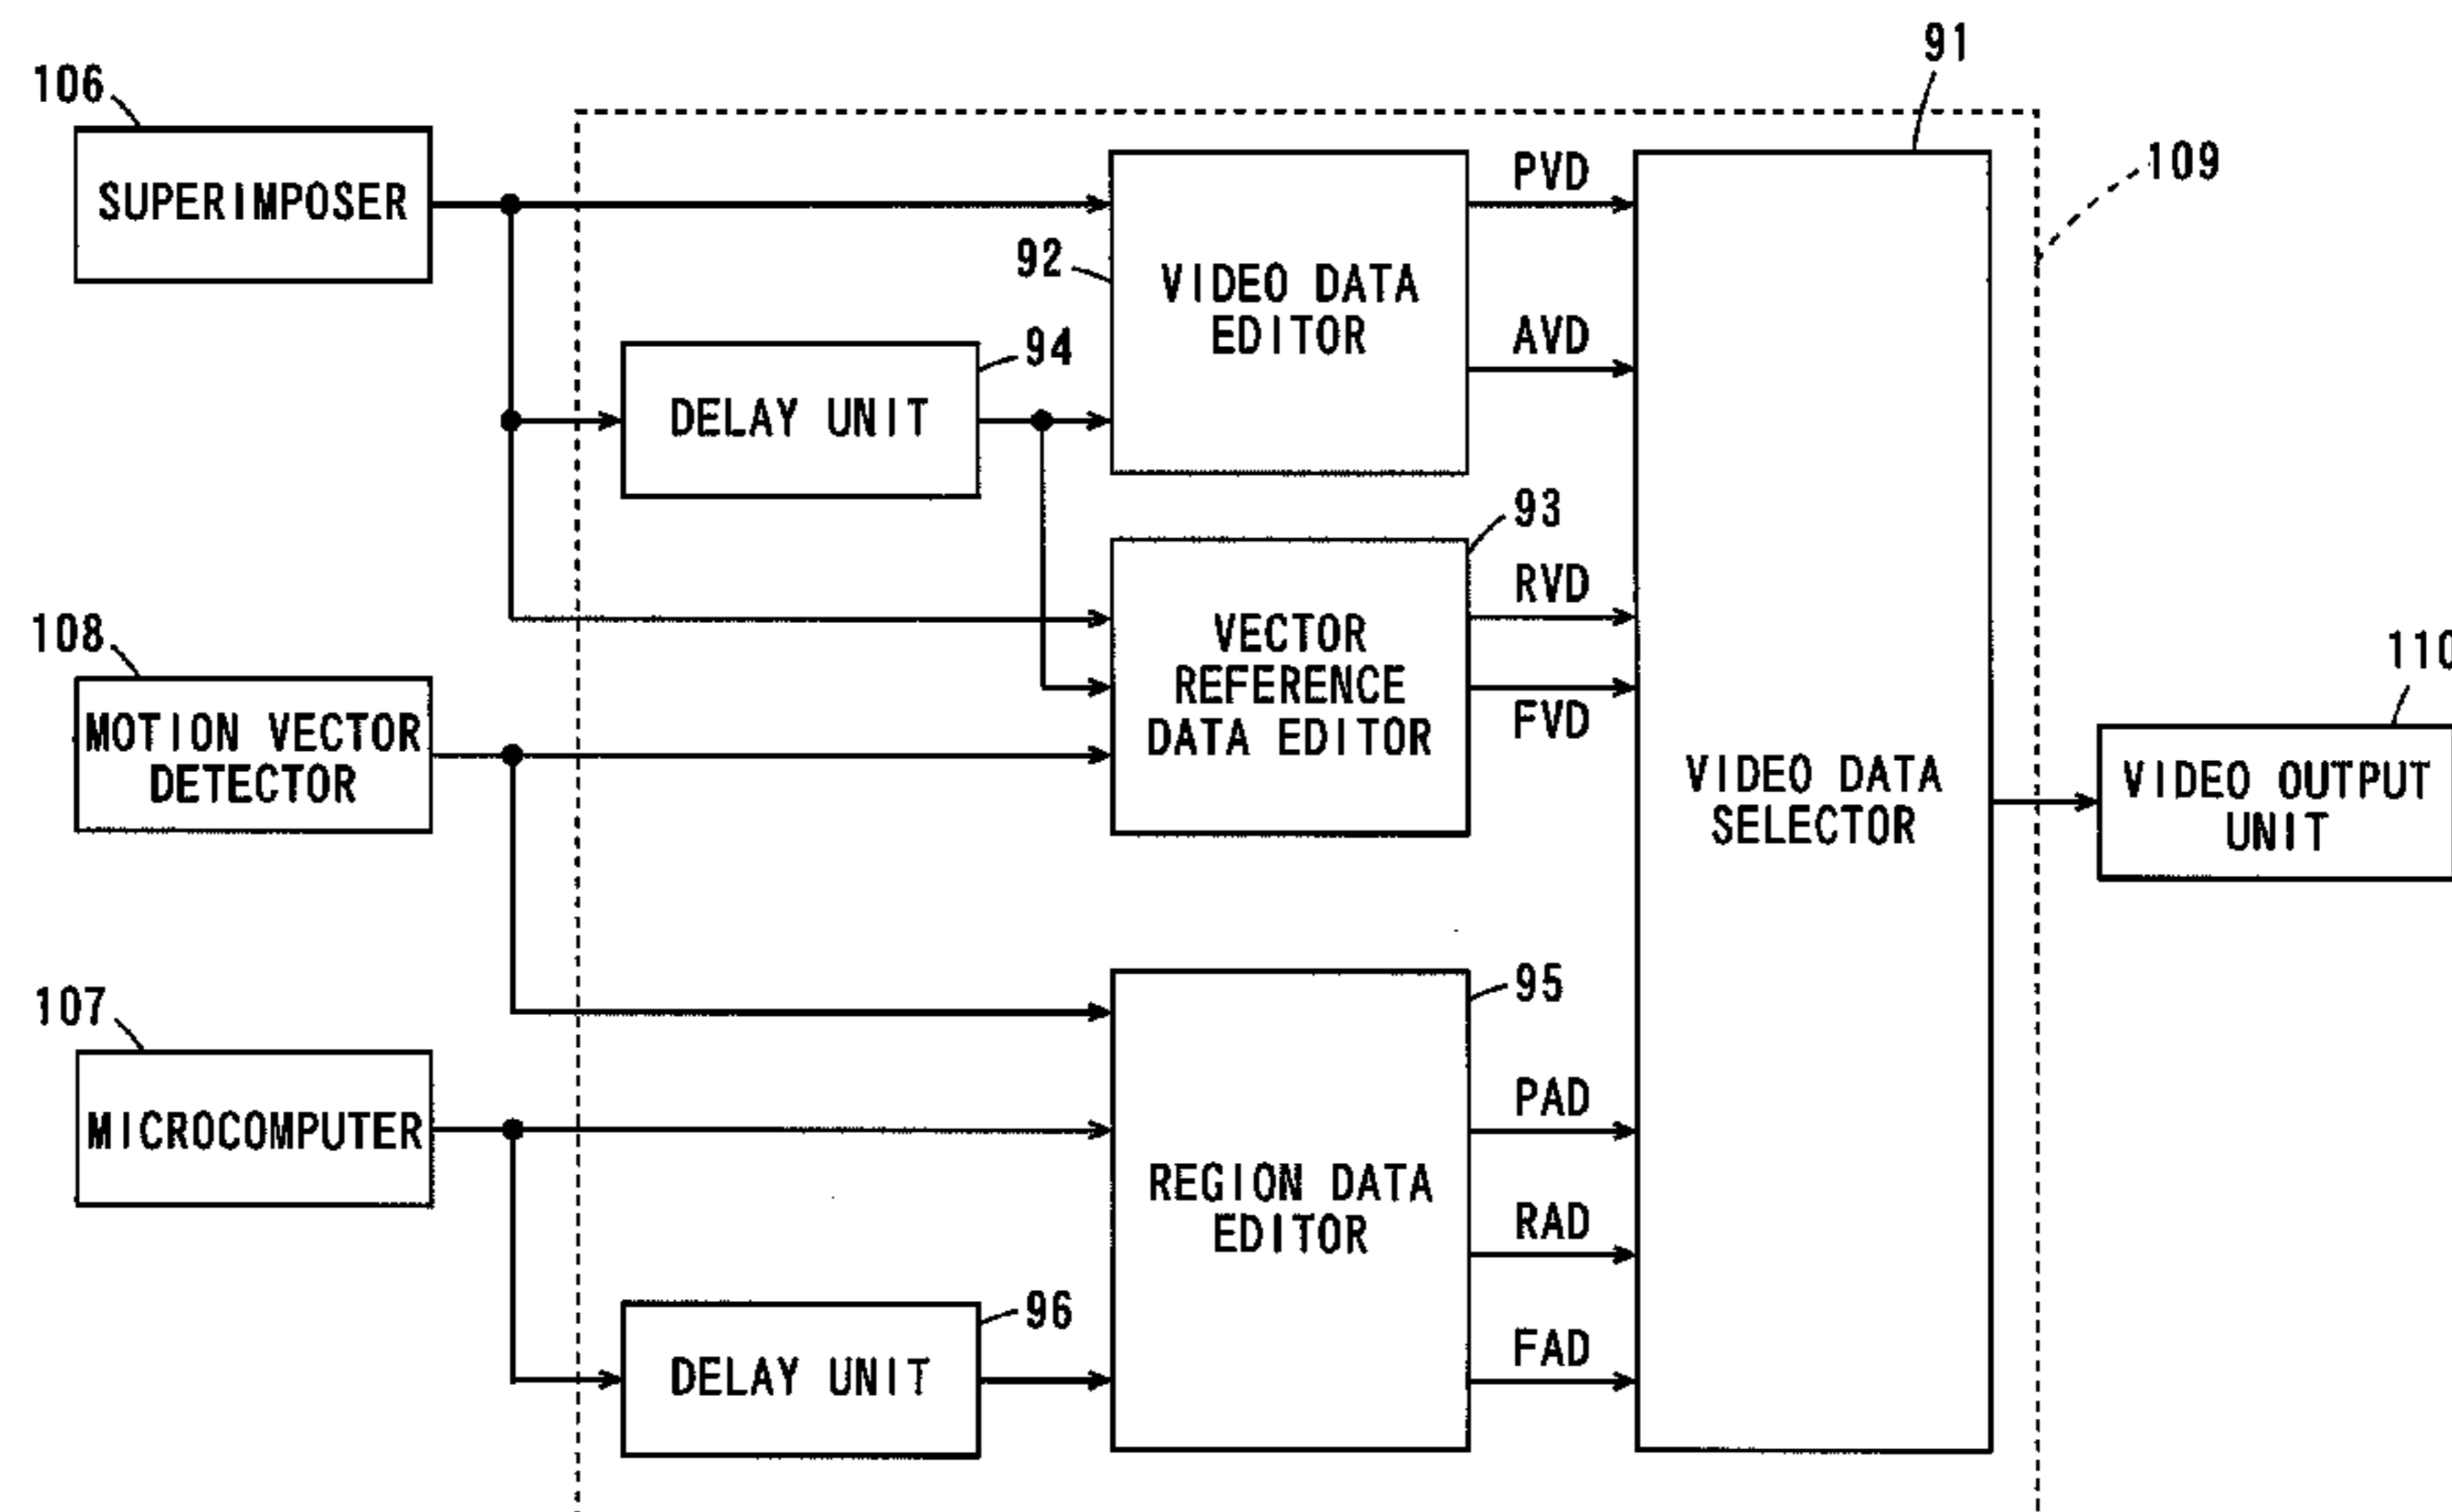 91
106
109
SUPERIMPOSER
PVD
92
VIDEO DATA
EDITOR
AVD
94
DELAY UNIT
93
RVD
108
VECTOR
REFERENCE
DATA EDITOR
FVD
110
MOTION VECTOR
DETECTOR
VIDEO DATA
SELECTOR
VIDEO OUTPUT
UNIT
95
107
PAD
MICROCOMPUTER
REGION DATA
EDITOR
RAD
96
FAD
DELAY UNIT